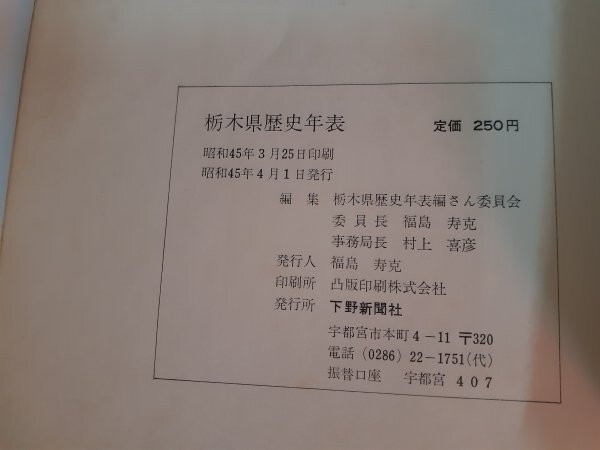 栃木県歴史年表 定価 250円
昭和45年3月25日印刷
昭和45年4月1日発行
編集 栃木県歴史年表編さん委員会
委員長 福島 寿克
事務局長 村上 喜彦
発行人 福島 寿克
印刷所 凸版印刷株式会社
発行所 下野新聞社
宇都宮市本町4-11 〒320
電話(0286)22-1751(代)
振替口座 宇都宮 407